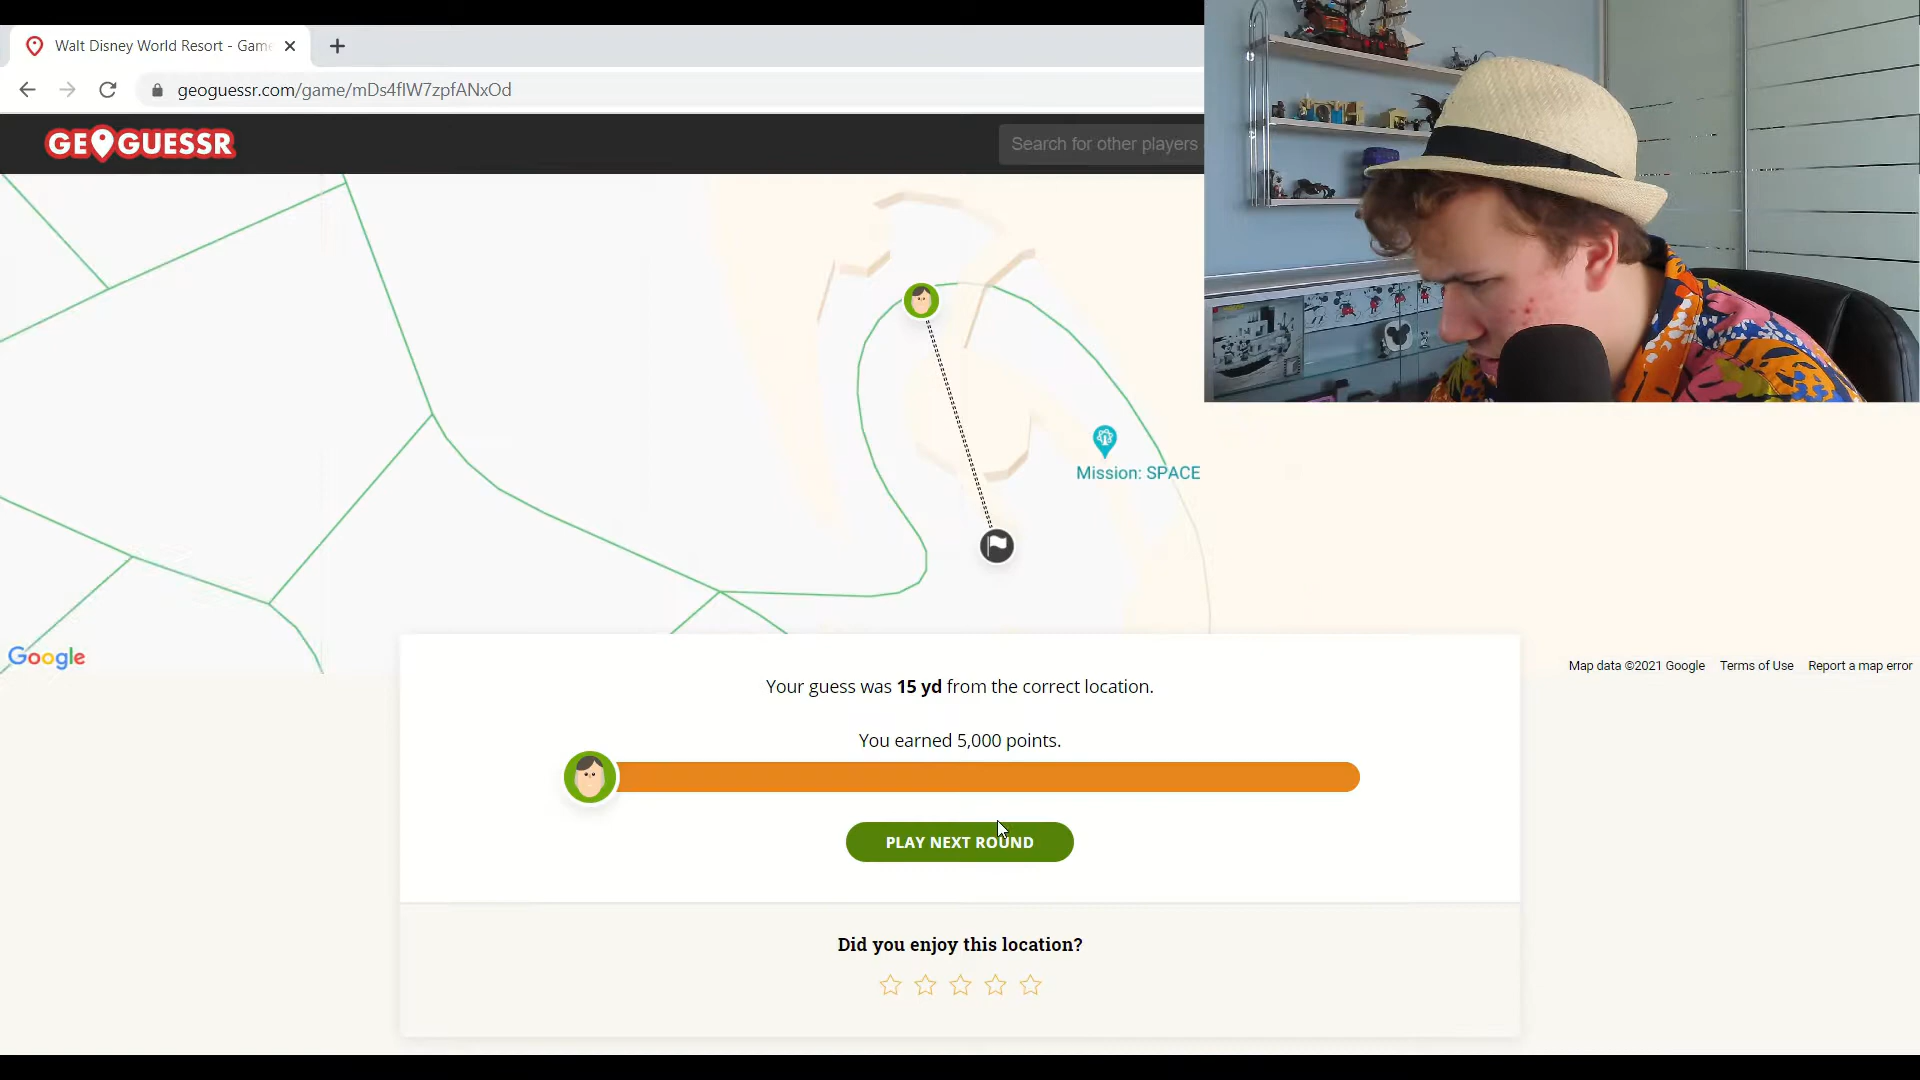 Walt Disney World Resort - Game
geoguessr.com/game/mDs4flW7zpfANxOd
GEOGUESSR
Search for other players
Mission: SPACE
Google
Map data ©2021 Google
Terms of Use
Report a map error
Your guess was 15 yd from the correct location.
You earned 5,000 points.
PLAY NEXT ROUND
Did you enjoy this location?